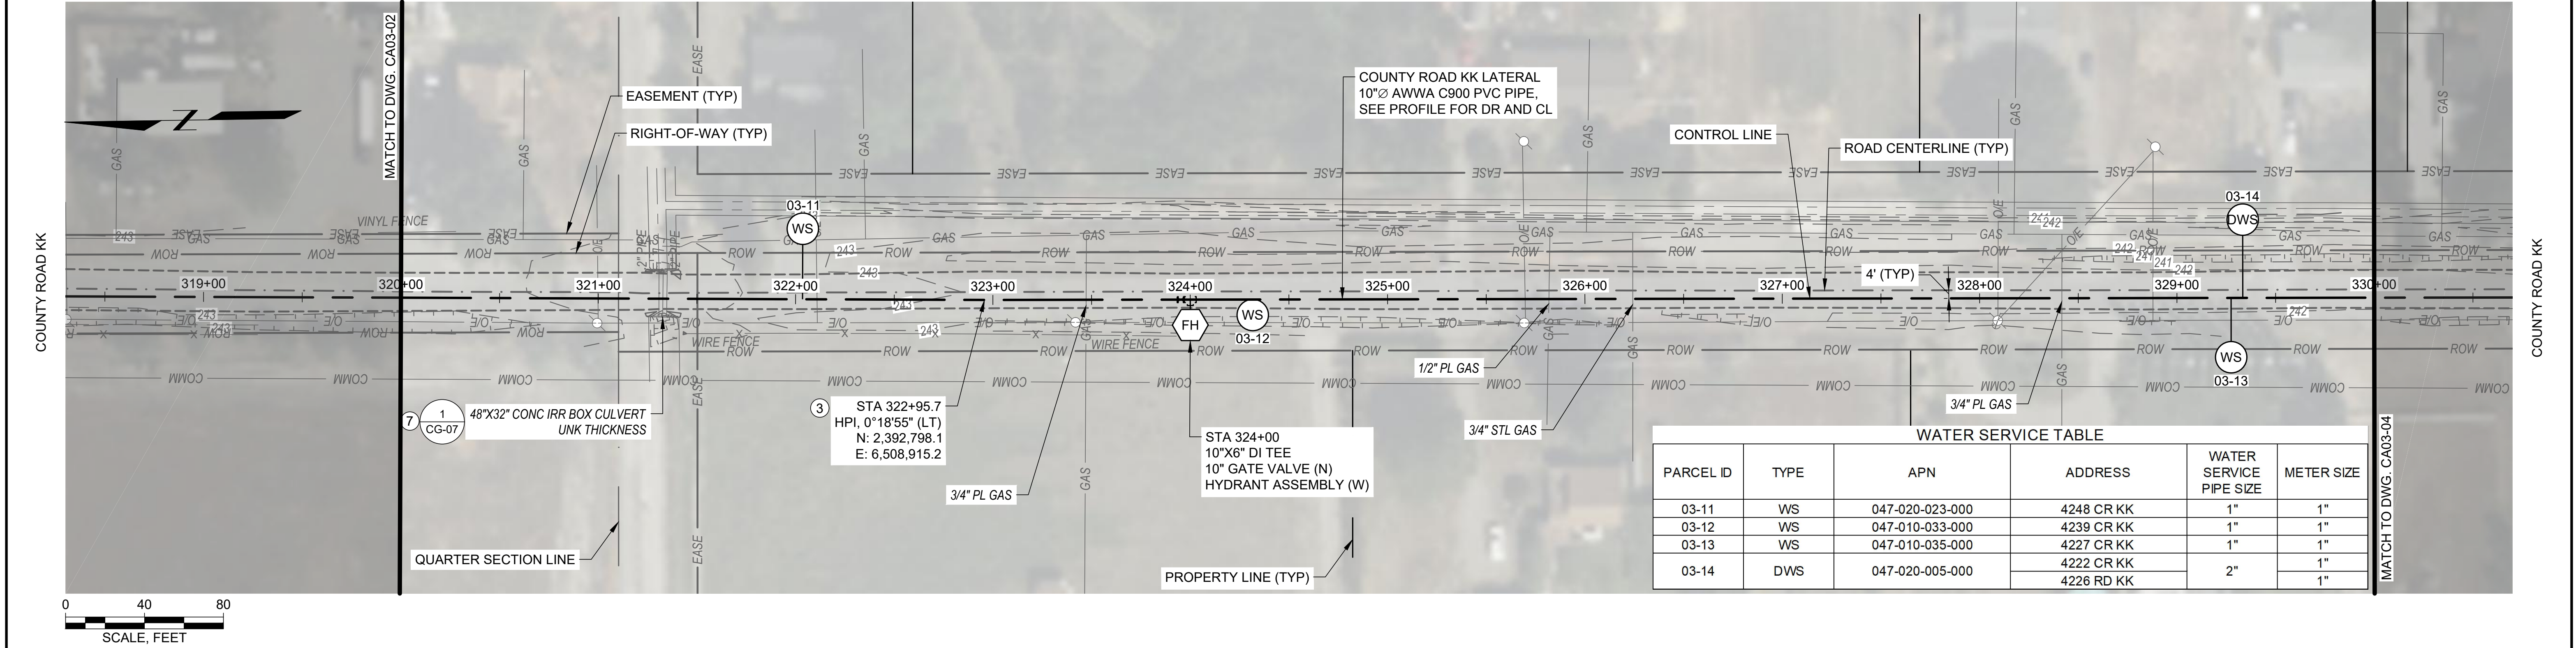 COUNTY ROAD KK
MATCH TO DWG. CA03-02
EASEMENT (TYP)
RIGHT-OF-WAY (TYP)
COUNTY ROAD KK LATERAL
10"Ø AWWA C900 PVC PIPE,
SEE PROFILE FOR DR AND CL
CONTROL LINE
ROAD CENTERLINE (TYP)
4' (TYP)
VINYL FENCE
WIRE FENCE
WIRE FENCE
03-11
WS
03-14
DWS
319+00
320+00
321+00
322+00
323+00
324+00
325+00
326+00
327+00
328+00
329+00
330+00
FH
WS
03-12
WS
03-13
EASE
GAS
ROW
COMM
O/E
243
242
241
7
1
CG-07
48"X32" CONC IRR BOX CULVERT
UNK THICKNESS
3
STA 322+95.7
HPI, 0°18'55" (LT)
N: 2,392,798.1
E: 6,508,915.2
3/4" PL GAS
STA 324+00
10"X6" DI TEE
10" GATE VALVE (N)
HYDRANT ASSEMBLY (W)
1/2" PL GAS
3/4" STL GAS
3/4" PL GAS
QUARTER SECTION LINE
PROPERTY LINE (TYP)
WATER SERVICE TABLE
PARCEL ID TYPE APN ADDRESS WATER SERVICE PIPE SIZE METER SIZE
03-11 WS 047-020-023-000 4248 CR KK 1" 1"
03-12 WS 047-010-033-000 4239 CR KK 1" 1"
03-13 WS 047-010-035-000 4227 CR KK 1" 1"
03-14 DWS 047-020-005-000 4222 CR KK 2" 1"
4226 RD KK 1"
MATCH TO DWG. CA03-04
COUNTY ROAD KK
0 40 80
SCALE, FEET